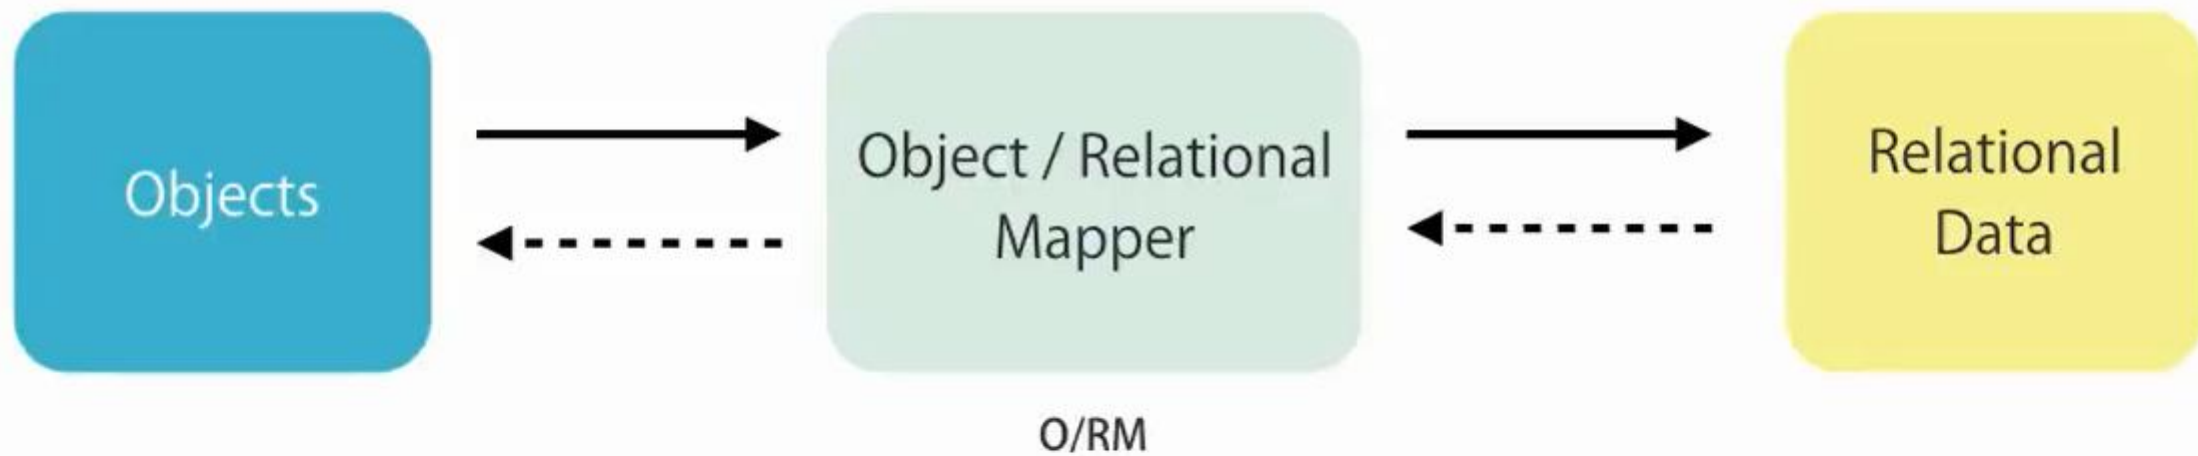 Objects
Object / Relational
Mapper
Relational
Data
O/RM